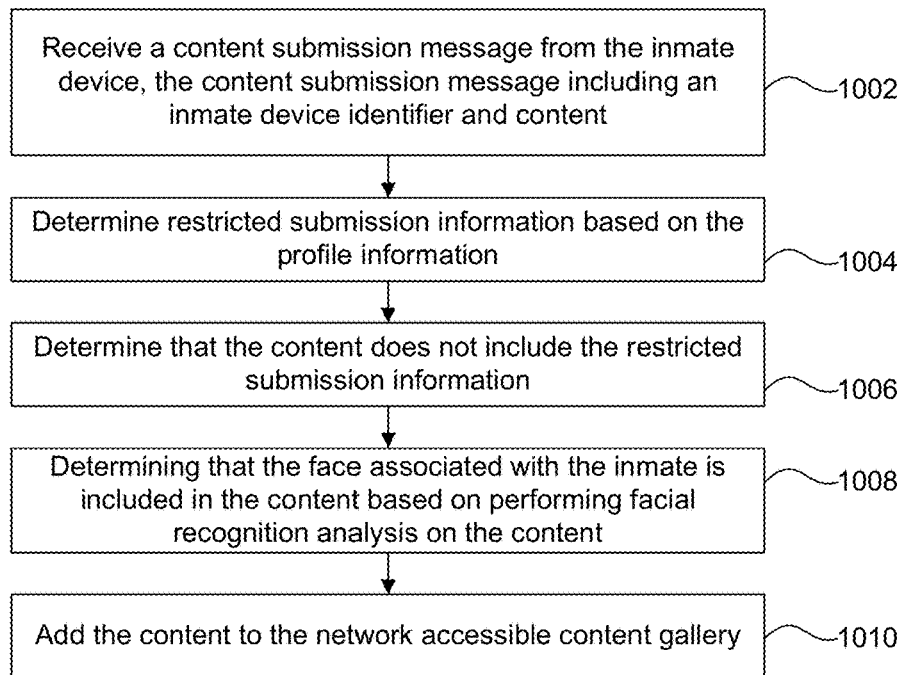 Receive a content submission message from the inmate
device, the content submission message including an
inmate device identifier and content
1002
Determine restricted submission information based on the
profile information
1004
Determine that the content does not include the restricted
submission information
1006
Determining that the face associated with the inmate is
included in the content based on performing facial
recognition analysis on the content
1008
Add the content to the network accessible content gallery
1010